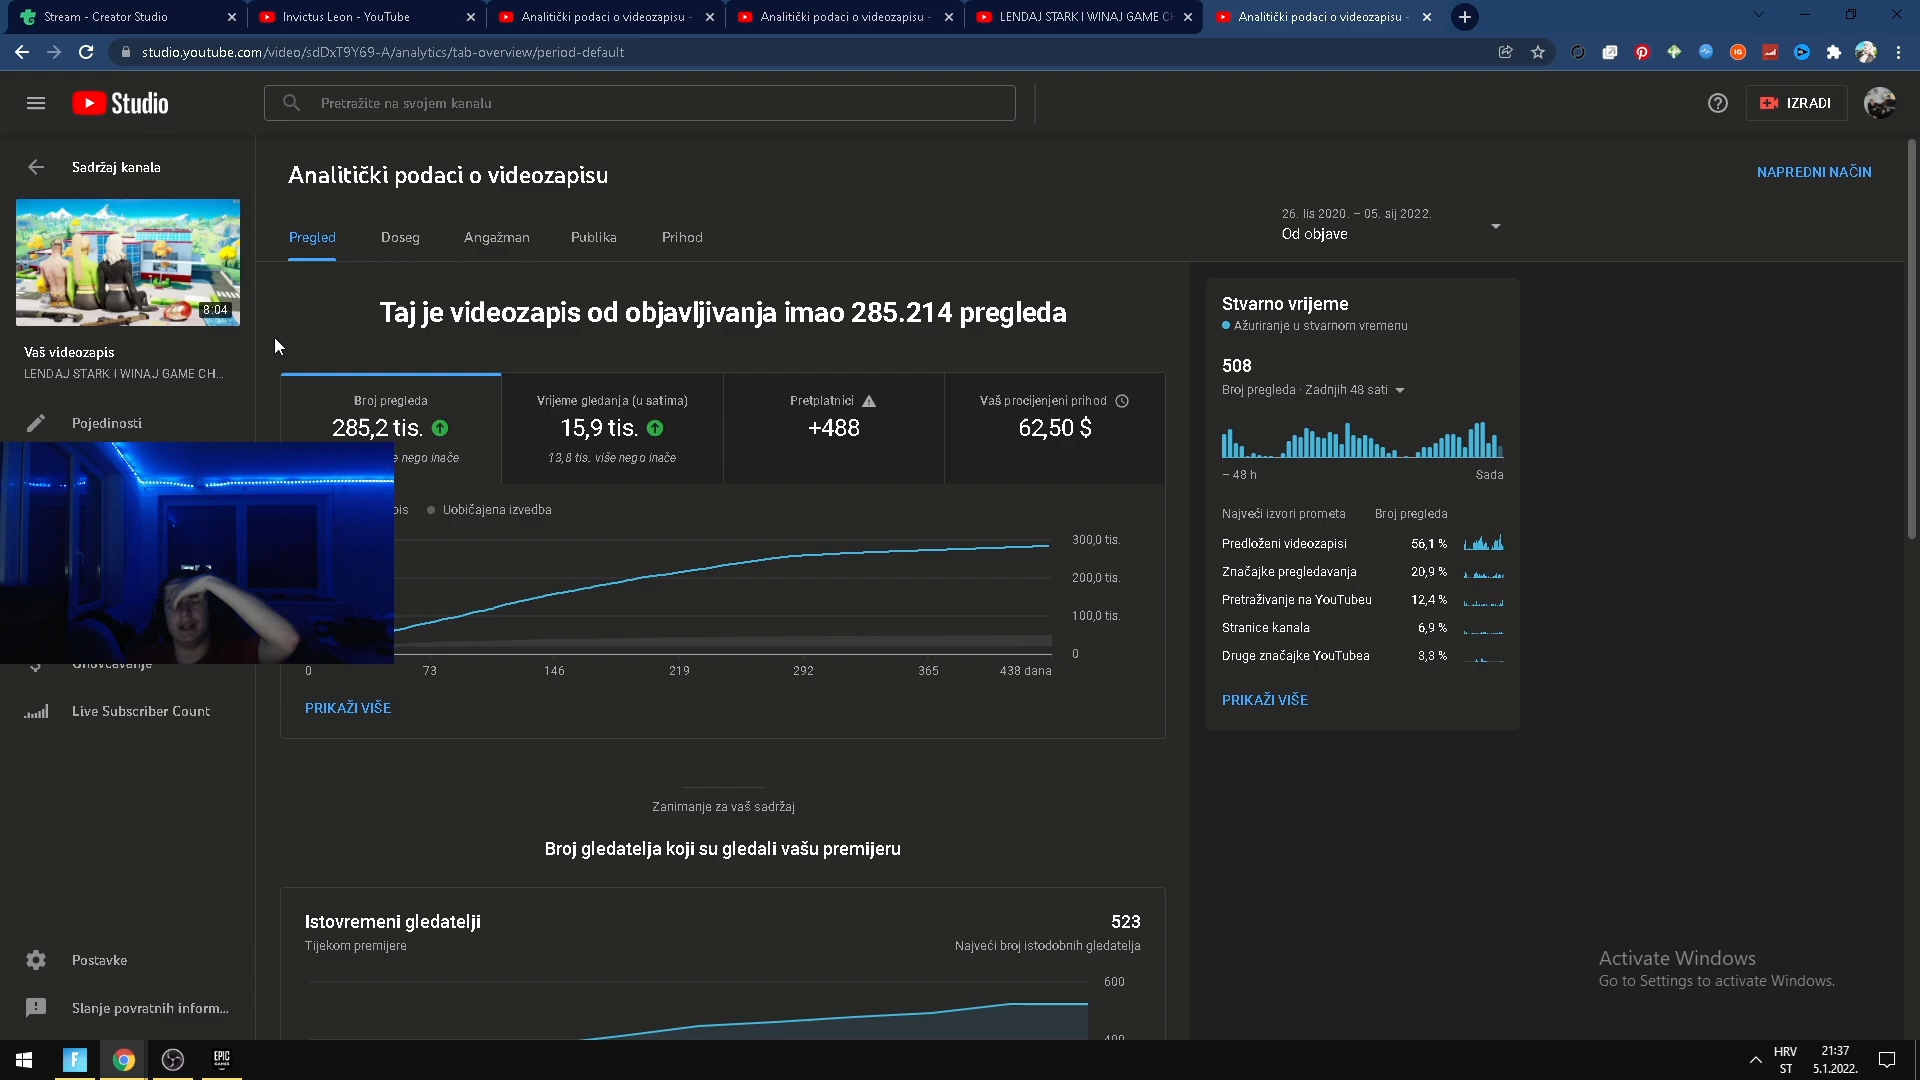 Stream - Creator Studio
Invictus Leon - YouTube
Analitički podaci o videozapisu -
Analitički podaci o videozapisu -
LENDAJ STARK I WINAJ GAME CH
Analitički podaci o videozapisu -
studio.youtube.com/video/sdDxT9Y69-A/analytics/tab-overview/period-default
Studio
Pretražite na svojem kanalu
IZRADI
Sadržaj kanala
8:04
Vaš videozapis
LENDAJ STARK I WINAJ GAME CH...
Pojedinosti
Live Subscriber Count
Postavke
Slanje povratnih inform...
Analitički podaci o videozapisu
NAPREDNI NAČIN
Pregled
Doseg
Angažman
Publika
Prihod
26. lis 2020. – 05. sij 2022.
Od objave
Taj je videozapis od objavljivanja imao 285.214 pregleda
Broj pregleda
285,2 tis.
e nego inače
Vrijeme gledanja (u satima)
15,9 tis.
13,8 tis. više nego inače
Pretplatnici
+488
Vaš procijenjeni prihod
62,50 $
Uobičajena izvedba
300,0 tis.
200,0 tis.
100,0 tis.
0
0
73
146
219
292
365
438 dana
PRIKAŽI VIŠE
Zanimanje za vaš sadržaj
Broj gledatelja koji su gledali vašu premijeru
Istovremeni gledatelji
523
Tijekom premijere
Najveći broj istodobnih gledatelja
600
400
Stvarno vrijeme
Ažuriranje u stvarnom vremenu
508
Broj pregleda · Zadnjih 48 sati
– 48 h
Sada
Najveći izvori prometa
Broj pregleda
Predloženi videozapisi
56,1 %
Značajke pregledavanja
20,9 %
Pretraživanje na YouTubeu
12,4 %
Stranice kanala
6,9 %
Druge značajke YouTubea
3,3 %
PRIKAŽI VIŠE
Activate Windows
Go to Settings to activate Windows.
EPIC
GAMES
HRV
ST
21:37
5.1.2022.